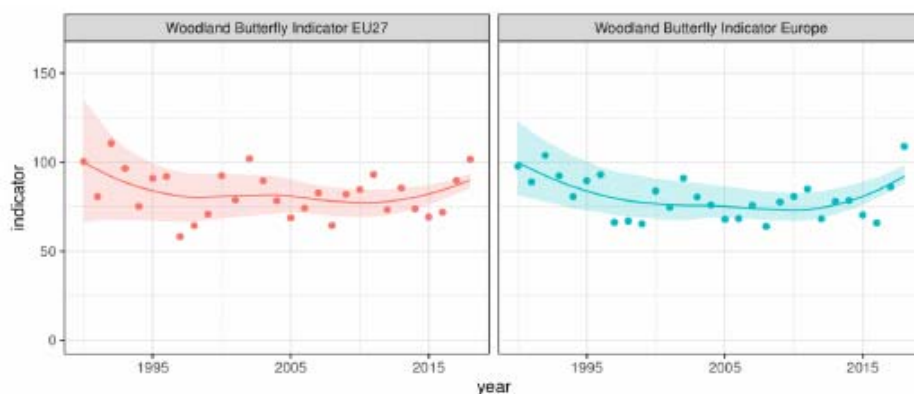 Woodland Butterfly Indicator EU27
Woodland Butterfly Indicator Europe
indicator
150
100
50
0
1995
2005
2015
1995
2005
2015
year